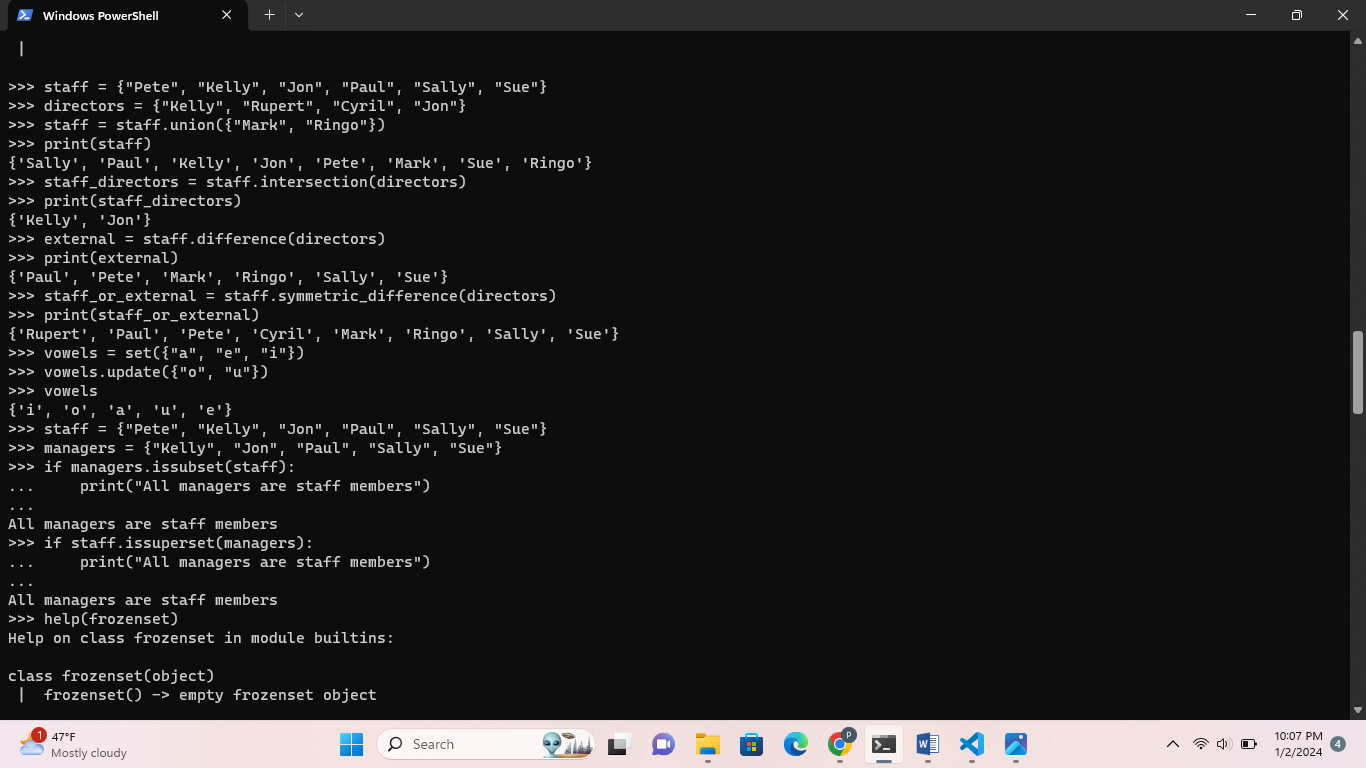 Windows PowerShell
|
>>> staff = {"Pete", "Kelly", "Jon", "Paul", "Sally", "Sue"}
>>> directors = {"Kelly", "Rupert", "Cyril", "Jon"}
>>> staff = staff.union({"Mark", "Ringo"})
>>> print(staff)
{'Sally', 'Paul', 'Kelly', 'Jon', 'Pete', 'Mark', 'Sue', 'Ringo'}
>>> staff_directors = staff.intersection(directors)
>>> print(staff_directors)
{'Kelly', 'Jon'}
>>> external = staff.difference(directors)
>>> print(external)
{'Paul', 'Pete', 'Mark', 'Ringo', 'Sally', 'Sue'}
>>> staff_or_external = staff.symmetric_difference(directors)
>>> print(staff_or_external)
{'Rupert', 'Paul', 'Pete', 'Cyril', 'Mark', 'Ringo', 'Sally', 'Sue'}
>>> vowels = set({"a", "e", "i"})
>>> vowels.update({"o", "u"})
>>> vowels
{'i', 'o', 'a', 'u', 'e'}
>>> staff = {"Pete", "Kelly", "Jon", "Paul", "Sally", "Sue"}
>>> managers = {"Kelly", "Jon", "Paul", "Sally", "Sue"}
>>> if managers.issubset(staff):
...     print("All managers are staff members")
...
All managers are staff members
>>> if staff.issuperset(managers):
...     print("All managers are staff members")
...
All managers are staff members
>>> help(frozenset)
Help on class frozenset in module builtins:

class frozenset(object)
 |  frozenset() -> empty frozenset object
1
47°F
Mostly cloudy
Search
P
W
10:07 PM
1/2/2024
4